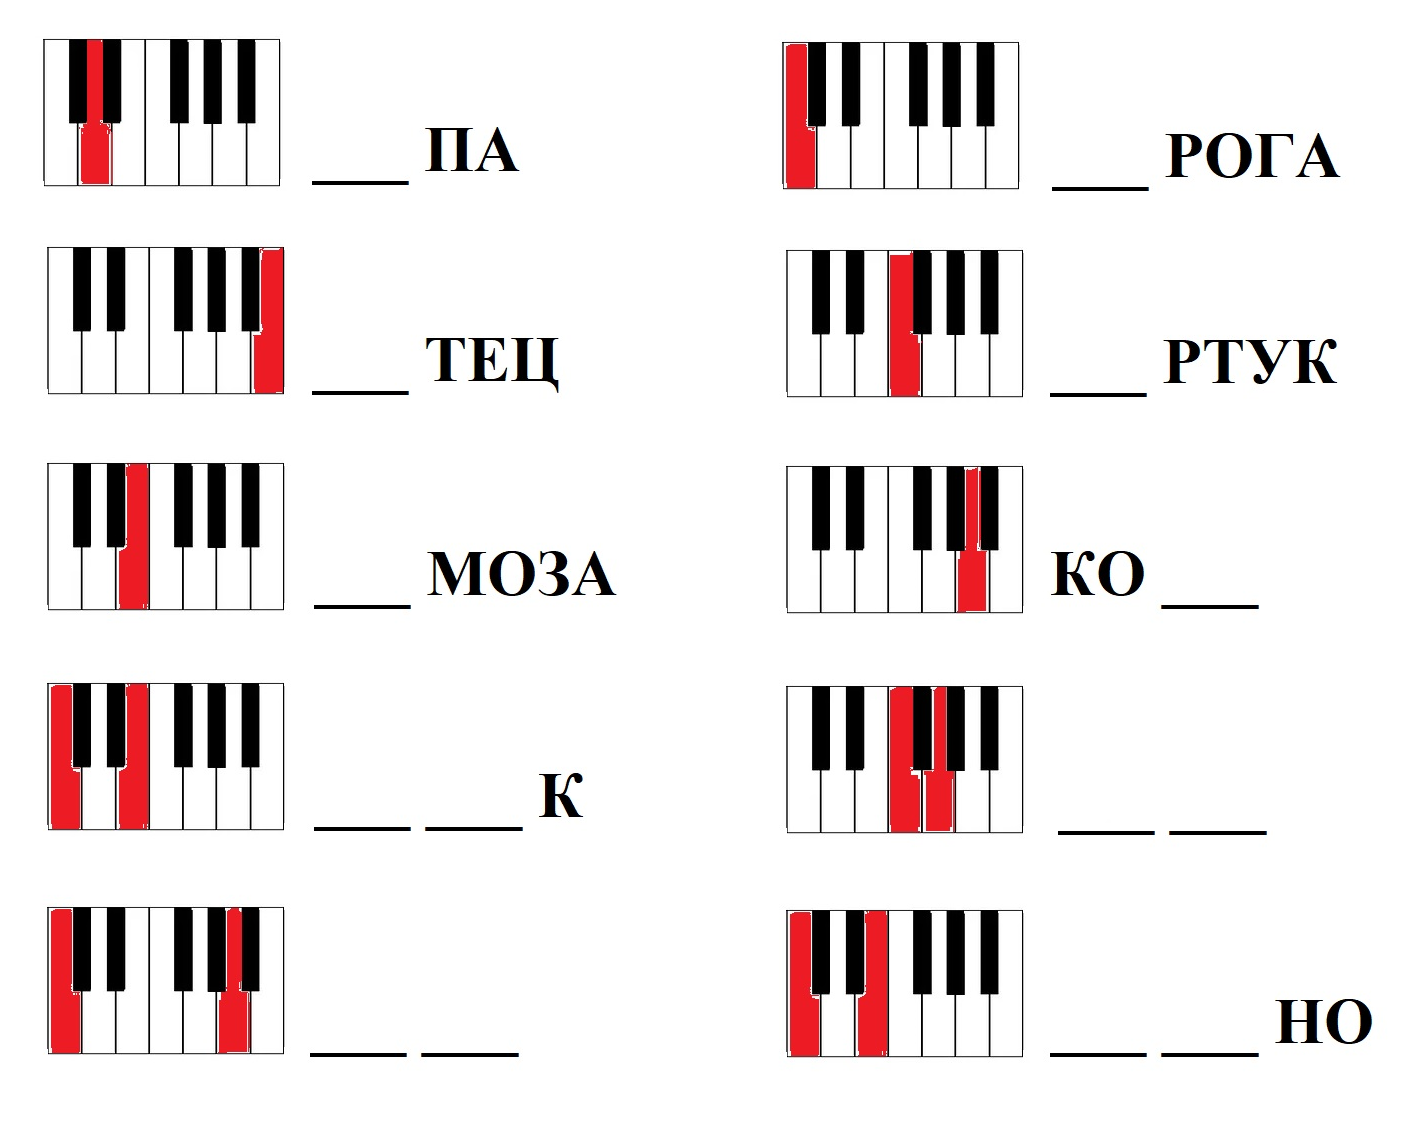 ___ ПА
___ РОГА
___ ТЕЦ
___ РТУК
___ МОЗА
КО ___
___ ___ К
___ ___
___ ___
___ ___ НО